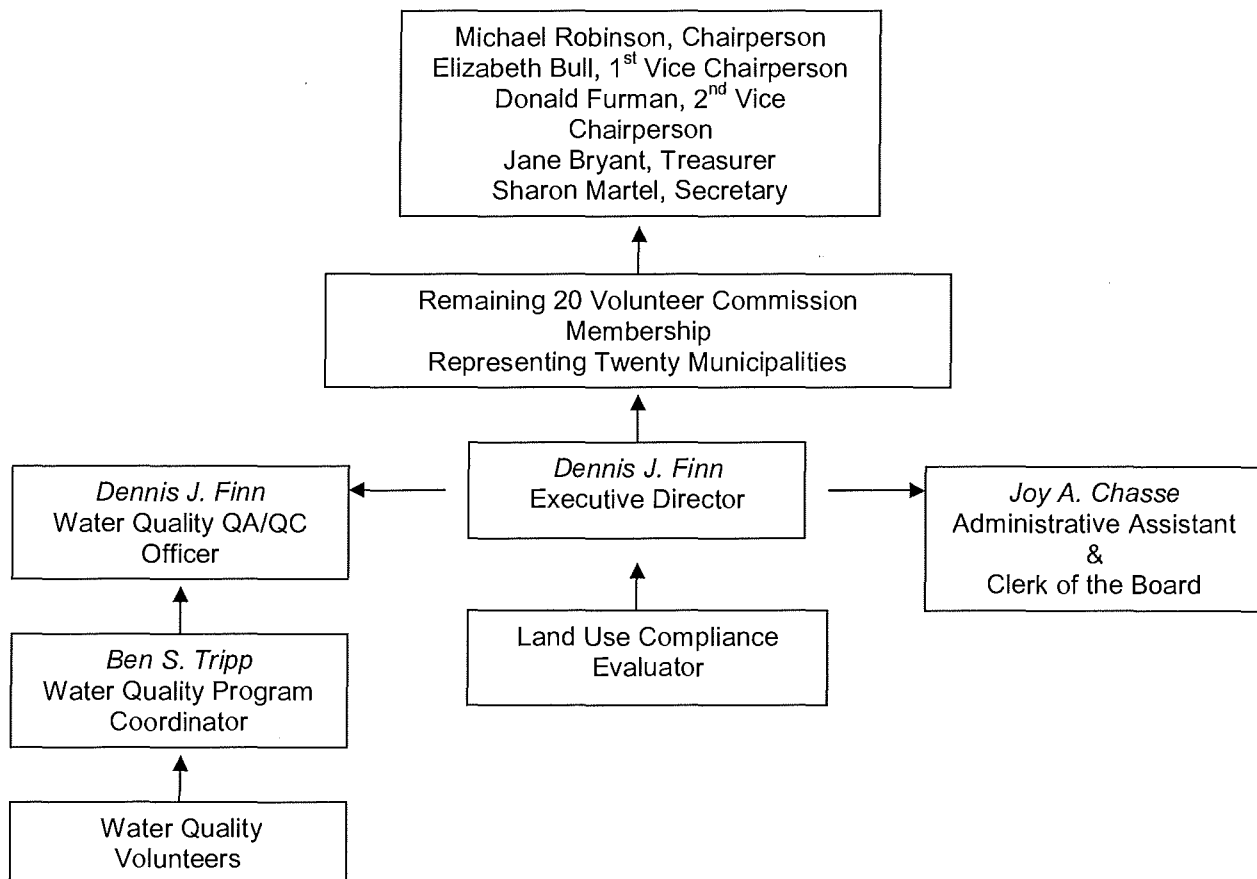 Michael Robinson, Chairperson
Elizabeth Bull, 1st Vice Chairperson
Donald Furman, 2nd Vice
Chairperson
Jane Bryant, Treasurer
Sharon Martel, Secretary
Remaining 20 Volunteer Commission
Membership
Representing Twenty Municipalities
Dennis J. Finn
Executive Director
Dennis J. Finn
Water Quality QA/QC
Officer
Joy A. Chasse
Administrative Assistant
&
Clerk of the Board
Ben S. Tripp
Water Quality Program
Coordinator
Land Use Compliance
Evaluator
Water Quality
Volunteers